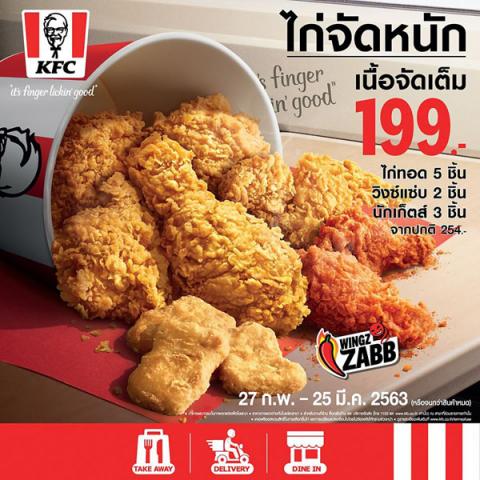 ไก่จัดหนัก
KFC
"it's finger lickin' good"
's finger
kin' good"
เนื้อจัดเต็ม
199.-
ไก่ทอด 5 ชิ้น
วิงซ์แซ่บ 2 ชิ้น
นักเก็ตส์ 3 ชิ้น
จากปกติ 254.-
WINGZ
ZABB
27 ก.พ. - 25 มี.ค. 2563 (หรือจนกว่าสินค้าหมด)
TAKE AWAY
DELIVERY
DINE IN